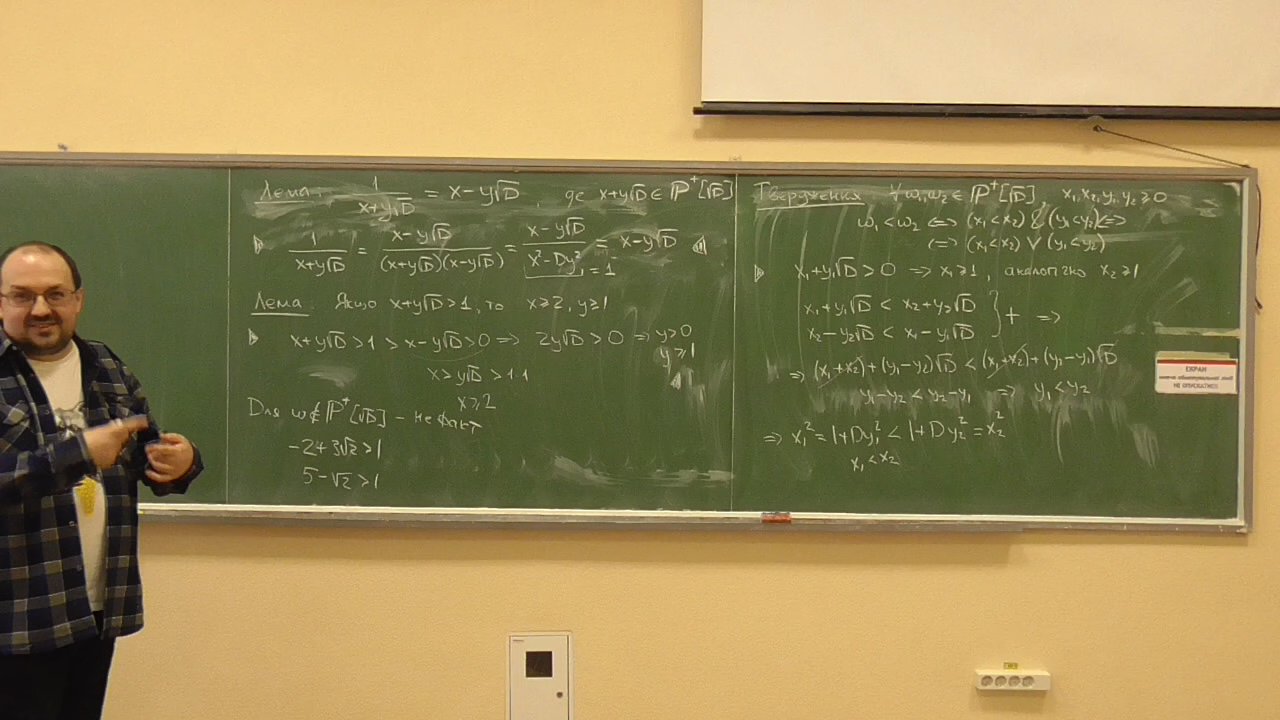 Лема: 1/(x+y√D) = x-y√D, де x+y√D ∈ ℙ⁺[√D]
▷ 1/(x+y√D) = (x-y√D)/((x+y√D)(x-y√D)) = (x-y√D)/(x²-Dy²) = x-y√D ◁
=1
Лема: Якщо x+y√D>1, то x≥2, y≥1
▷ x+y√D>1 > x-y√D>0 ⇒ 2y√D>0 ⇒ y>0
y≥1
x>y√D>1·1
x≥2
Для ω∉ℙ⁺[√D] - не факт
-2+3√2>1
5-√2>1
Твердження ∀ω₁,ω₂ ∈ ℙ⁺[√D], x₁,x₂,y₁,y₂≥0
ω₁<ω₂ ⇔ (x₁<x₂) & (y₁<y₂) ⇔
⇔ (x₁<x₂) ∨ (y₁<y₂)
▷ x₁+y₁√D>0 ⇒ x₁≥1, аналогічно x₂≥1
x₁+y₁√D < x₂+y₂√D
x₂-y₂√D < x₁-y₁√D } + ⇒
⇒ (x₁+x₂)+(y₁-y₂)√D < (x₁+x₂)+(y₂-y₁)√D
y₁-y₂ < y₂-y₁ ⇒ y₁<y₂
⇒ x₁²=1+Dy₁² < 1+Dy₂²=x₂²
x₁<x₂
ЕКРАН
НЕ ОПУСКАТИ!!!